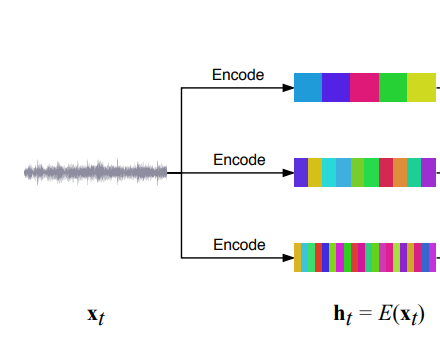 Encode
Encode
Encode
𝐱ₜ
𝐡ₜ = E(𝐱ₜ)